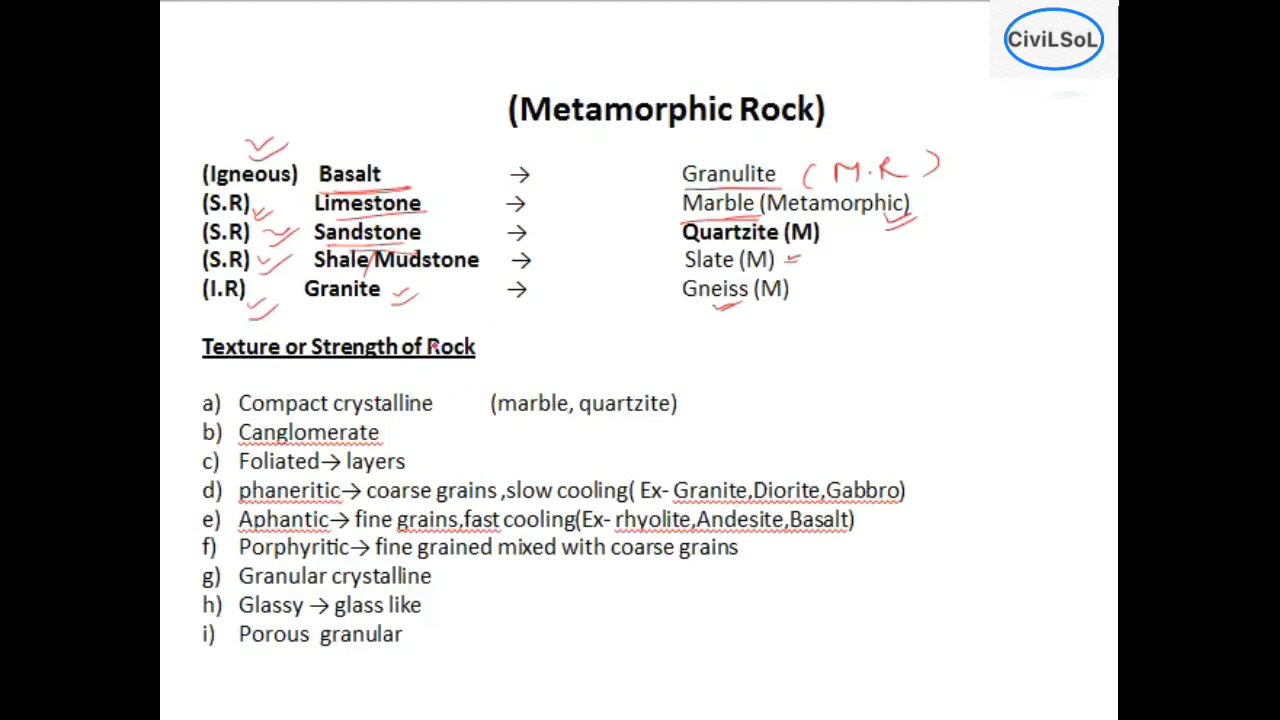 CiviLSoL
(Metamorphic Rock)
(Igneous) Basalt → Granulite (M.R)
(S.R) Limestone → Marble (Metamorphic)
(S.R) Sandstone → Quartzite (M)
(S.R) Shale/Mudstone → Slate (M)
(I.R) Granite → Gneiss (M)
Texture or Strength of Rock
a) Compact crystalline (marble, quartzite)
b) Canglomerate
c) Foliated→ layers
d) phaneritic→ coarse grains ,slow cooling( Ex- Granite,Diorite,Gabbro)
e) Aphantic→ fine grains,fast cooling(Ex- rhyolite,Andesite,Basalt)
f) Porphyritic→ fine grained mixed with coarse grains
g) Granular crystalline
h) Glassy → glass like
i) Porous granular